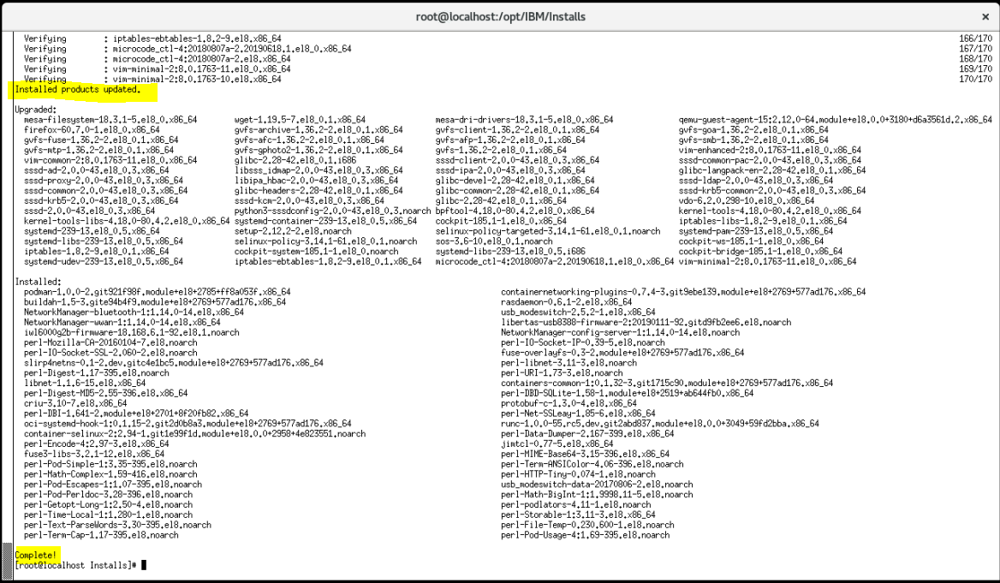 root@localhost:/opt/IBM/Installs ×
Verifying : iptables-ebtables-1.8.2-9.el8.x86_64 166/170
Verifying : microcode_ctl-4:20180807a-2.20190618.1.el8_0.x86_64 167/170
Verifying : microcode_ctl-4:20180807a-2.el8.x86_64 168/170
Verifying : vim-minimal-2:8.0.1763-11.el8_0.x86_64 169/170
Verifying : vim-minimal-2:8.0.1763-10.el8.x86_64 170/170
Installed products updated.
Upgraded:
mesa-filesystem-18.3.1-5.el8_0.x86_64 wget-1.19.5-7.el8_0.1.x86_64 mesa-dri-drivers-18.3.1-5.el8_0.x86_64 qemu-guest-agent-15:2.12.0-64.module+el8.0.0+3180+d6a3561d.2.x86_64
firefox-60.7.0-1.el8_0.x86_64 gvfs-archive-1.36.2-2.el8_0.1.x86_64 gvfs-client-1.36.2-2.el8_0.1.x86_64 gvfs-goa-1.36.2-2.el8_0.1.x86_64
gvfs-fuse-1.36.2-2.el8_0.1.x86_64 gvfs-afc-1.36.2-2.el8_0.1.x86_64 gvfs-afp-1.36.2-2.el8_0.1.x86_64 gvfs-smb-1.36.2-2.el8_0.1.x86_64
gvfs-mtp-1.36.2-2.el8_0.1.x86_64 gvfs-gphoto2-1.36.2-2.el8_0.1.x86_64 gvfs-1.36.2-2.el8_0.1.x86_64 vim-enhanced-2:8.0.1763-11.el8_0.x86_64
vim-common-2:8.0.1763-11.el8_0.x86_64 glibc-2.28-42.el8_0.1.i686 sssd-client-2.0.0-43.el8_0.3.x86_64 sssd-common-pac-2.0.0-43.el8_0.3.x86_64
sssd-ad-2.0.0-43.el8_0.3.x86_64 libsss_idmap-2.0.0-43.el8_0.3.x86_64 sssd-ipa-2.0.0-43.el8_0.3.x86_64 glibc-langpack-en-2.28-42.el8_0.1.x86_64
sssd-proxy-2.0.0-43.el8_0.3.x86_64 libipa_hbac-2.0.0-43.el8_0.3.x86_64 glibc-devel-2.28-42.el8_0.1.x86_64 sssd-ldap-2.0.0-43.el8_0.3.x86_64
sssd-common-2.0.0-43.el8_0.3.x86_64 glibc-headers-2.28-42.el8_0.1.x86_64 glibc-common-2.28-42.el8_0.1.x86_64 sssd-krb5-common-2.0.0-43.el8_0.3.x86_64
sssd-krb5-2.0.0-43.el8_0.3.x86_64 sssd-kcm-2.0.0-43.el8_0.3.x86_64 glibc-2.28-42.el8_0.1.x86_64 vdo-6.2.0.298-10.el8_0.x86_64
sssd-2.0.0-43.el8_0.3.x86_64 python3-sssdconfig-2.0.0-43.el8_0.3.noarch bpftool-4.18.0-80.4.2.el8_0.x86_64 kernel-tools-4.18.0-80.4.2.el8_0.x86_64
kernel-tools-libs-4.18.0-80.4.2.el8_0.x86_64 systemd-container-239-13.el8_0.5.x86_64 cockpit-185.1-1.el8_0.x86_64 iptables-libs-1.8.2-9.el8_0.1.x86_64
systemd-239-13.el8_0.5.x86_64 setup-2.12.2-2.el8_0.noarch selinux-policy-targeted-3.14.1-61.el8_0.1.noarch systemd-pam-239-13.el8_0.5.x86_64
systemd-libs-239-13.el8_0.5.x86_64 selinux-policy-3.14.1-61.el8_0.1.noarch sos-3.6-10.el8_0.1.noarch cockpit-ws-185.1-1.el8_0.x86_64
iptables-1.8.2-9.el8_0.1.x86_64 cockpit-system-185.1-1.el8_0.noarch systemd-libs-239-13.el8_0.5.i686 cockpit-bridge-185.1-1.el8_0.x86_64
systemd-udev-239-13.el8_0.5.x86_64 iptables-ebtables-1.8.2-9.el8_0.1.x86_64 microcode_ctl-4:20180807a-2.20190618.1.el8_0.x86_64 vim-minimal-2:8.0.1763-11.el8_0.x86_64
Installed:
podman-1.0.0-2.git921f98f.module+el8+2785+ff8a053f.x86_64 containernetworking-plugins-0.7.4-3.git9ebe139.module+el8+2769+577ad176.x86_64
buildah-1.5-3.gite94b4f9.module+el8+2769+577ad176.x86_64 rasdaemon-0.6.1-2.el8.x86_64
NetworkManager-bluetooth-1:1.14.0-14.el8.x86_64 usb_modeswitch-2.5.2-1.el8.x86_64
NetworkManager-wwan-1:1.14.0-14.el8.x86_64 libertas-usb8388-firmware-2:20190111-92.gitd9fb2ee6.el8.noarch
iwl6000g2b-firmware-18.168.6.1-92.el8.1.noarch NetworkManager-config-server-1:1.14.0-14.el8.noarch
perl-Mozilla-CA-20160104-7.el8.noarch perl-IO-Socket-IP-0.39-5.el8.noarch
perl-IO-Socket-SSL-2.060-2.el8.noarch fuse-overlayfs-0.3-2.module+el8+2769+577ad176.x86_64
slirp4netns-0.1-2.dev.gitc4e1bc5.module+el8+2769+577ad176.x86_64 perl-libnet-3.11-3.el8.noarch
perl-Digest-1.17-395.el8.noarch perl-URI-1.73-3.el8.noarch
libnet-1.1.6-15.el8.x86_64 containers-common-1:0.1.32-3.git1715c90.module+el8+2769+577ad176.x86_64
perl-Digest-MD5-2.55-396.el8.x86_64 perl-DBD-SQLite-1.58-1.module+el8+2519+ab644fb0.x86_64
criu-3.10-7.el8.x86_64 protobuf-c-1.3.0-4.el8.x86_64
perl-DBI-1.641-2.module+el8+2701+8f20fb82.x86_64 perl-Net-SSLeay-1.85-6.el8.x86_64
oci-systemd-hook-1:0.1.15-2.git2d0b8a3.module+el8+2769+577ad176.x86_64 runc-1.0.0-55.rc5.dev.git2abd837.module+el8.0.0+3049+59fd2bba.x86_64
container-selinux-2:2.94-1.git1e99f1d.module+el8.0.0+2958+4e823551.noarch perl-Data-Dumper-2.167-399.el8.x86_64
perl-Encode-4:2.97-3.el8.x86_64 jimtcl-0.77-5.el8.x86_64
fuse3-libs-3.2.1-12.el8.x86_64 perl-MIME-Base64-3.15-396.el8.x86_64
perl-Pod-Simple-1:3.35-395.el8.noarch perl-Term-ANSIColor-4.06-396.el8.noarch
perl-Math-Complex-1.59-416.el8.noarch perl-HTTP-Tiny-0.074-1.el8.noarch
perl-Pod-Escapes-1:1.07-395.el8.noarch usb_modeswitch-data-20170806-2.el8.noarch
perl-Pod-Perldoc-3.28-396.el8.noarch perl-Math-BigInt-1:1.9998.11-5.el8.noarch
perl-Getopt-Long-1:2.50-4.el8.noarch perl-podlators-4.11-1.el8.noarch
perl-Time-Local-1:1.280-1.el8.noarch perl-Storable-1:3.11-3.el8.x86_64
perl-Text-ParseWords-3.30-395.el8.noarch perl-File-Temp-0.230.600-1.el8.noarch
perl-Term-Cap-1.17-395.el8.noarch perl-Pod-Usage-4:1.69-395.el8.noarch
Complete!
[root@localhost Installs]#